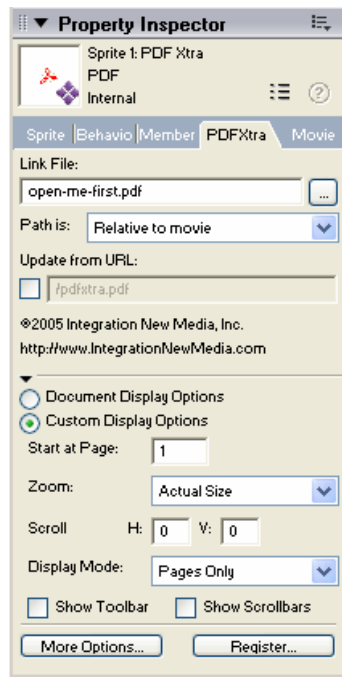 Property Inspector
Sprite 1: PDF Xtra
PDF
Internal
Sprite Behavio Member PDFXtra Movie
Link File:
open-me-first.pdf ...
Path is: Relative to movie
Update from URL:
/pdfxtra.pdf
©2005 Integration New Media, Inc.
http://www.IntegrationNewMedia.com
Document Display Options
Custom Display Options
Start at Page: 1
Zoom: Actual Size
Scroll H: 0 V: 0
Display Mode: Pages Only
Show Toolbar Show Scrollbars
More Options... Register...